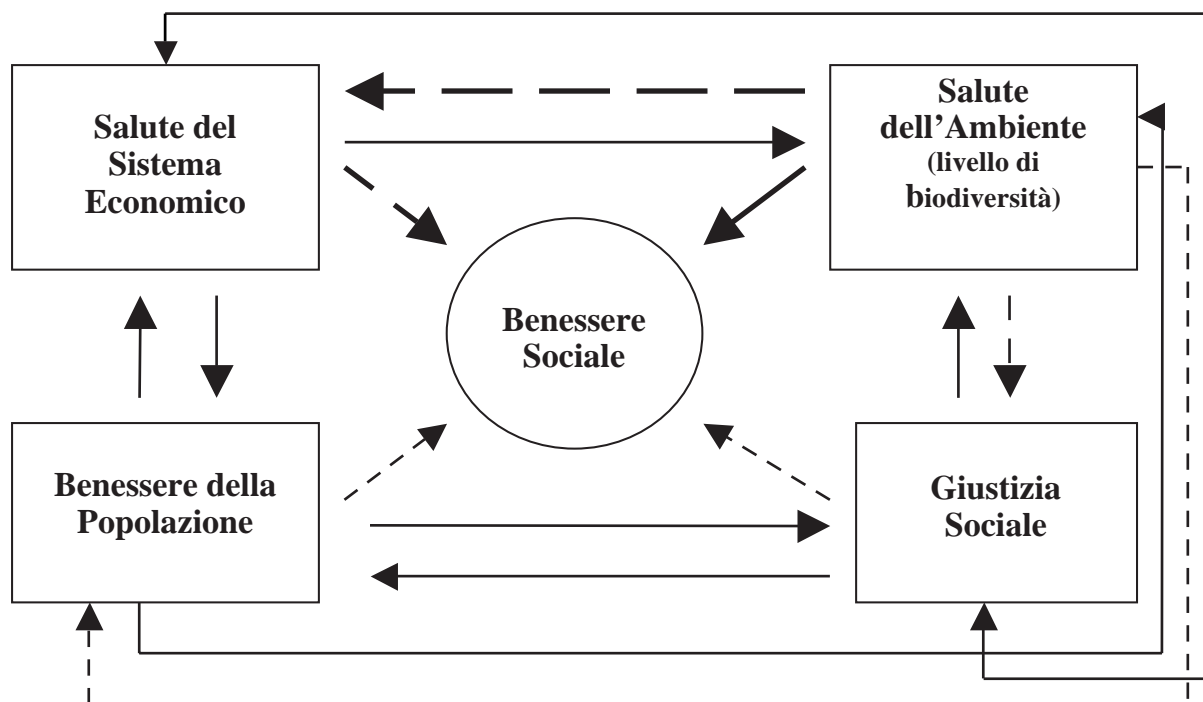 Salute del
Sistema
Economico
Salute
dell’Ambiente
(livello di
biodiversità)
Benessere
Sociale
Benessere della
Popolazione
Giustizia
Sociale